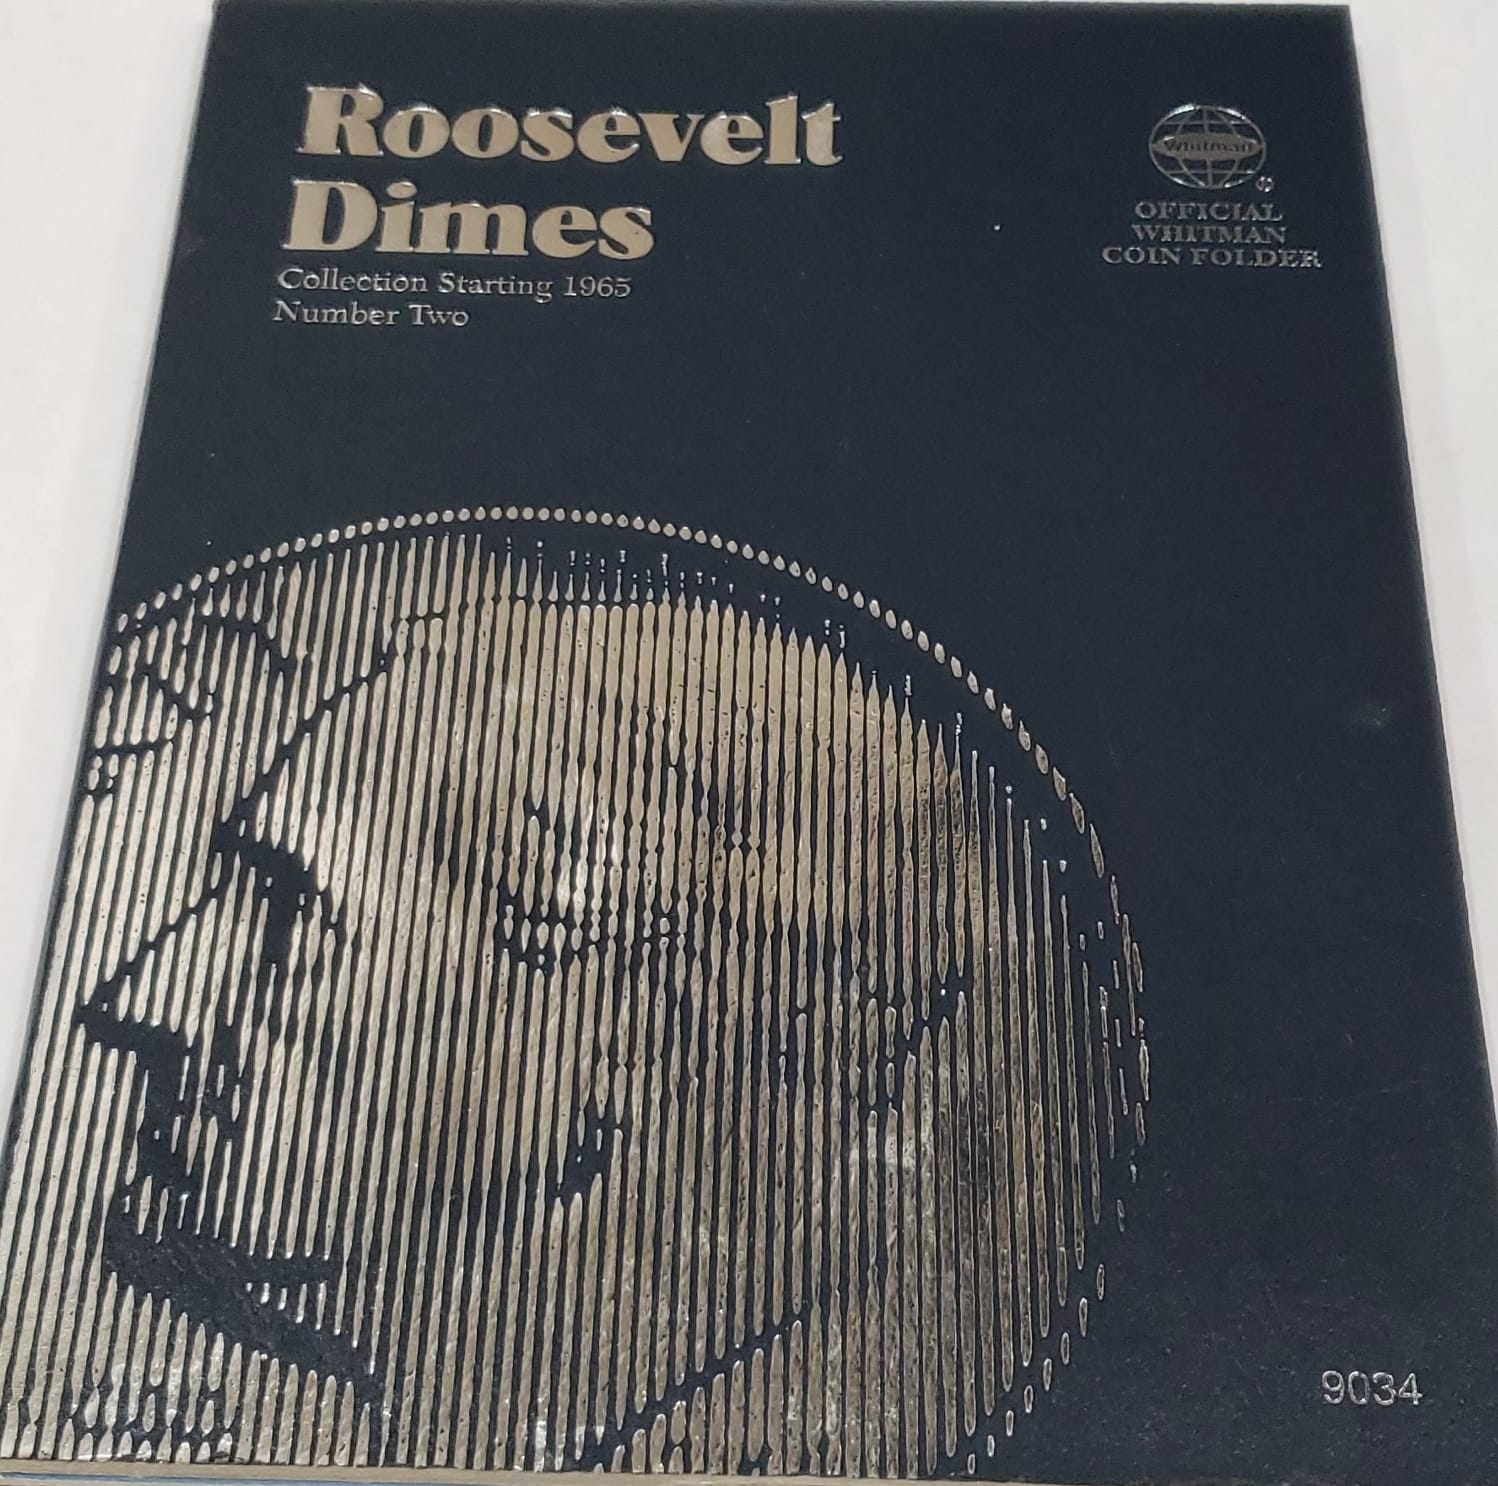 Roosevelt
Dimes
Collection Starting 1965
Number Two
Whitman
®
OFFICIAL
WHITMAN
COIN FOLDER
9034